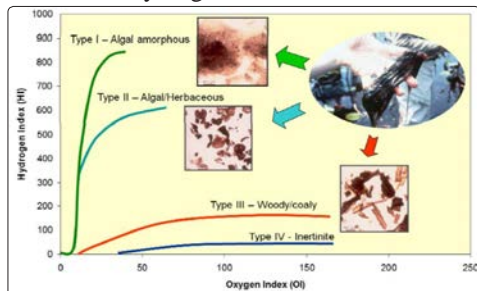 1000
900
800
700
600
500
400
300
200
100
0
Hydrogen Index (HI)
Type I – Algal amorphous
Type II – Algal/Herbaceous
Type III – Woody/coaly
Type IV - Inertinite
0 50 100 150 200 250
Oxygen Index (OI)